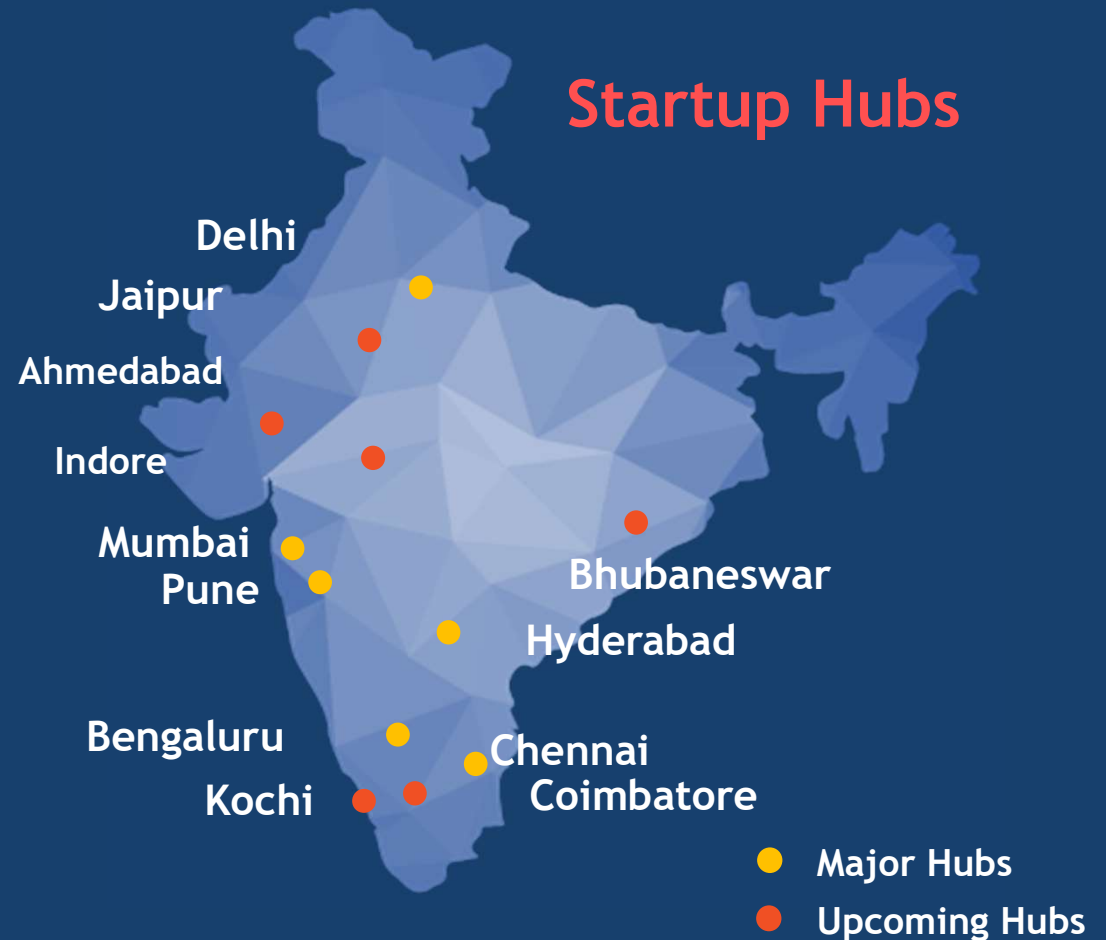 Startup Hubs
Delhi
Jaipur
Ahmedabad
Indore
Mumbai
Pune
Bhubaneswar
Hyderabad
Bengaluru
Chennai
Coimbatore
Kochi
Major Hubs
Upcoming Hubs